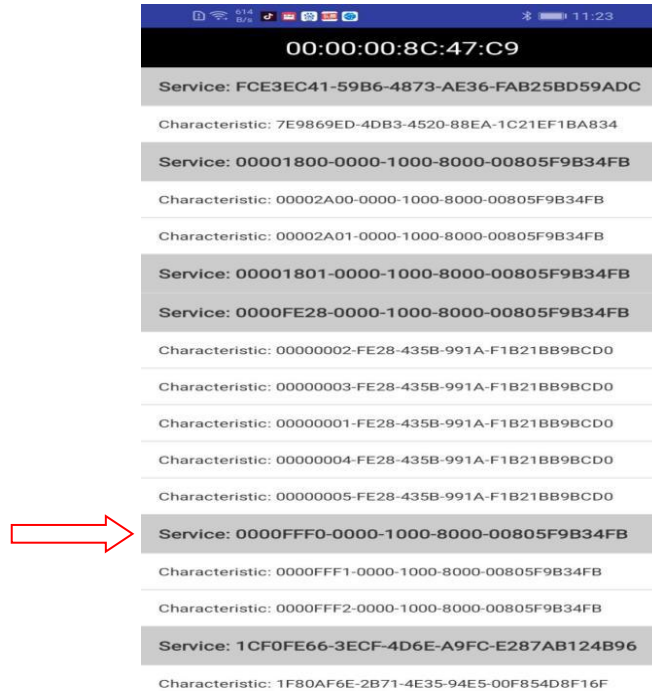 614
B/s
11:23
00:00:00:8C:47:C9
Service: FCE3EC41-59B6-4873-AE36-FAB25BD59ADC
Characteristic: 7E9869ED-4DB3-4520-88EA-1C21EF1BA834
Service: 00001800-0000-1000-8000-00805F9B34FB
Characteristic: 00002A00-0000-1000-8000-00805F9B34FB
Characteristic: 00002A01-0000-1000-8000-00805F9B34FB
Service: 00001801-0000-1000-8000-00805F9B34FB
Service: 0000FE28-0000-1000-8000-00805F9B34FB
Characteristic: 00000002-FE28-435B-991A-F1B21BB9BCD0
Characteristic: 00000003-FE28-435B-991A-F1B21BB9BCD0
Characteristic: 00000001-FE28-435B-991A-F1B21BB9BCD0
Characteristic: 00000004-FE28-435B-991A-F1B21BB9BCD0
Characteristic: 00000005-FE28-435B-991A-F1B21BB9BCD0
Service: 0000FFF0-0000-1000-8000-00805F9B34FB
Characteristic: 0000FFF1-0000-1000-8000-00805F9B34FB
Characteristic: 0000FFF2-0000-1000-8000-00805F9B34FB
Service: 1CF0FE66-3ECF-4D6E-A9FC-E287AB124B96
Characteristic: 1F80AF6E-2B71-4E35-94E5-00F854D8F16F